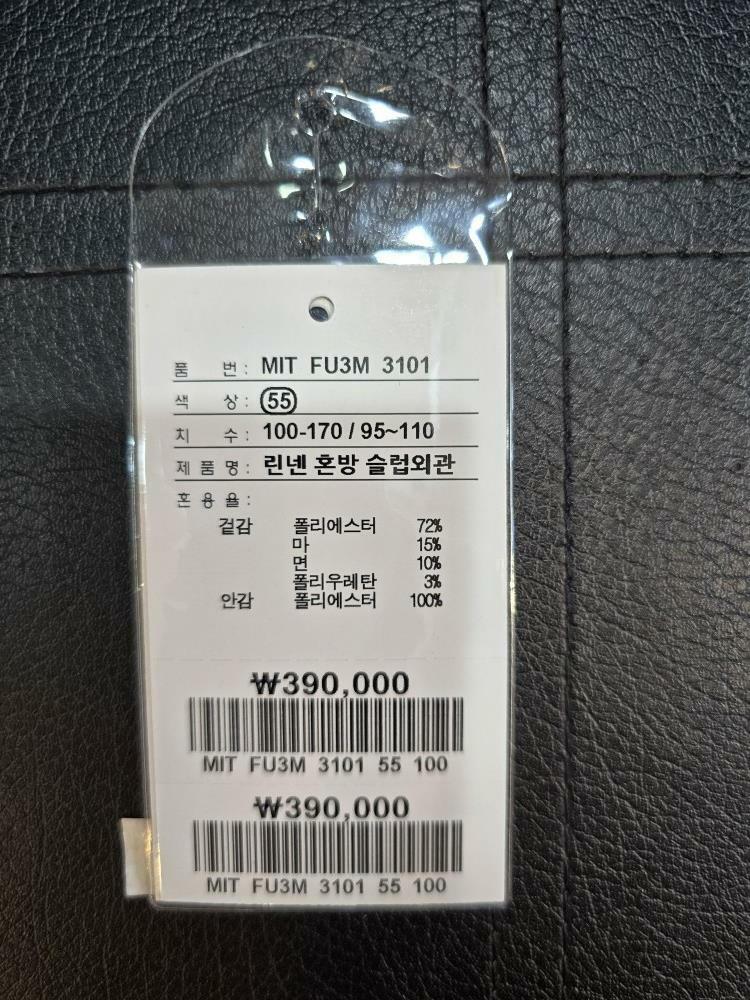 품 번 : MIT FU3M 3101
색 상 : 55
치 수 : 100-170 / 95~110
제 품 명 : 린넨 혼방 슬럽외관
혼 용 율 :
겉감 폴리에스터 72%
마 15%
면 10%
폴리우레탄 3%
안감 폴리에스터 100%
₩390,000
MIT FU3M 3101 55 100
₩390,000
MIT FU3M 3101 55 100